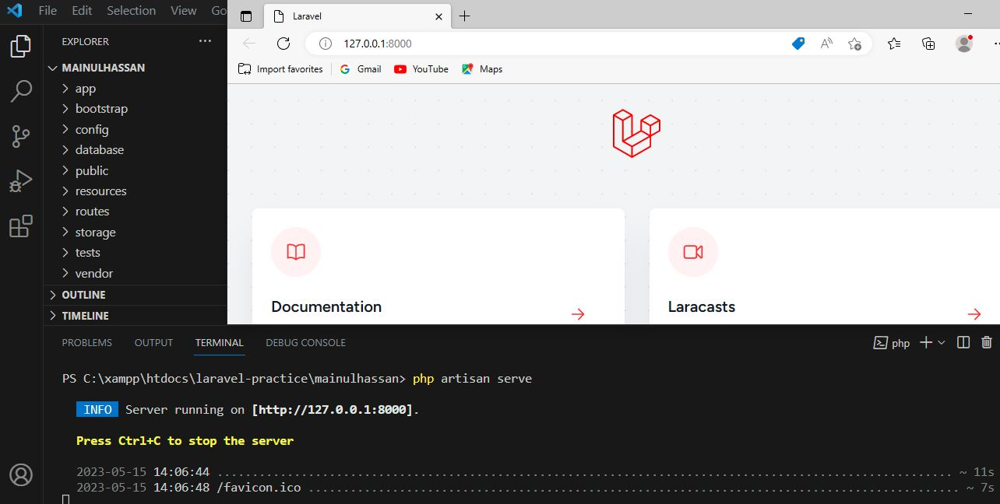 File Edit Selection View Go
Laravel
127.0.0.1:8000
Import favorites Gmail YouTube Maps
EXPLORER
MAINULHASSAN
app
bootstrap
config
database
public
resources
routes
storage
tests
vendor
OUTLINE
TIMELINE
Documentation
Laracasts
PROBLEMS OUTPUT TERMINAL DEBUG CONSOLE
php
PS C:\xampp\htdocs\laravel-practice\mainulhassan> php artisan serve
INFO Server running on [http://127.0.0.1:8000].
Press Ctrl+C to stop the server
2023-05-15 14:06:44 ........................................................................................................ ~ 11s
2023-05-15 14:06:48 /favicon.ico ............................................................................................ ~ 7s